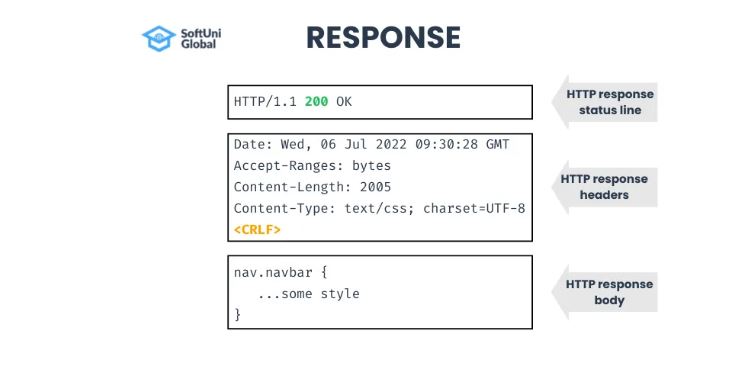 SoftUni
Global
RESPONSE
HTTP/1.1 200 OK
HTTP response
status line
Date: Wed, 06 Jul 2022 09:30:28 GMT
Accept-Ranges: bytes
Content-Length: 2005
Content-Type: text/css; charset=UTF-8
<CRLF>
HTTP response
headers
nav.navbar {
   ...some style
}
HTTP response
body